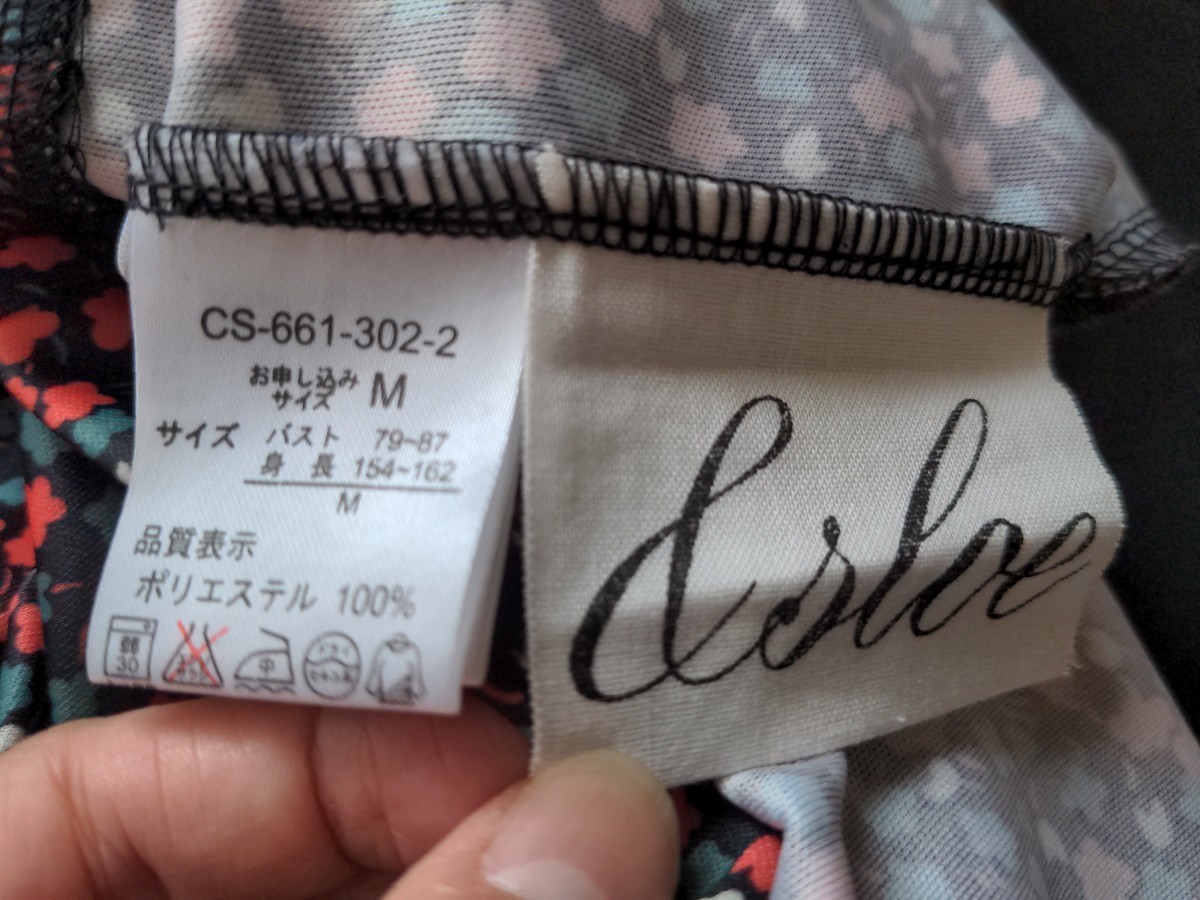 CS-661-302-2
お申し込み
サイズ M
サイズ バスト 79~87
身長 154~162
M
品質表示
ポリエステル 100%
弱
30
中